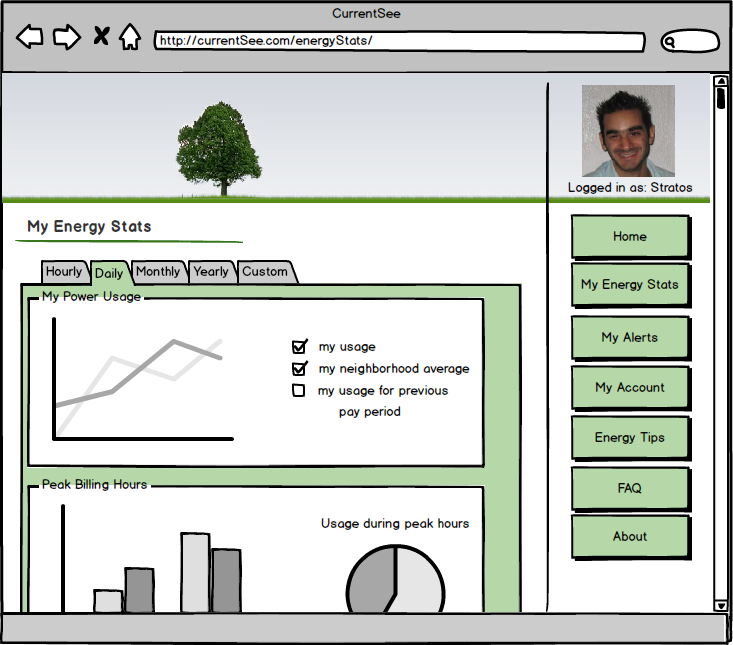 CurrentSee
http://currentSee.com/energyStats/
Logged in as: Stratos
My Energy Stats
Hourly
Daily
Monthly
Yearly
Custom
My Power Usage
my usage
my neighborhood average
my usage for previous
pay period
Peak Billing Hours
Usage during peak hours
Home
My Energy Stats
My Alerts
My Account
Energy Tips
FAQ
About